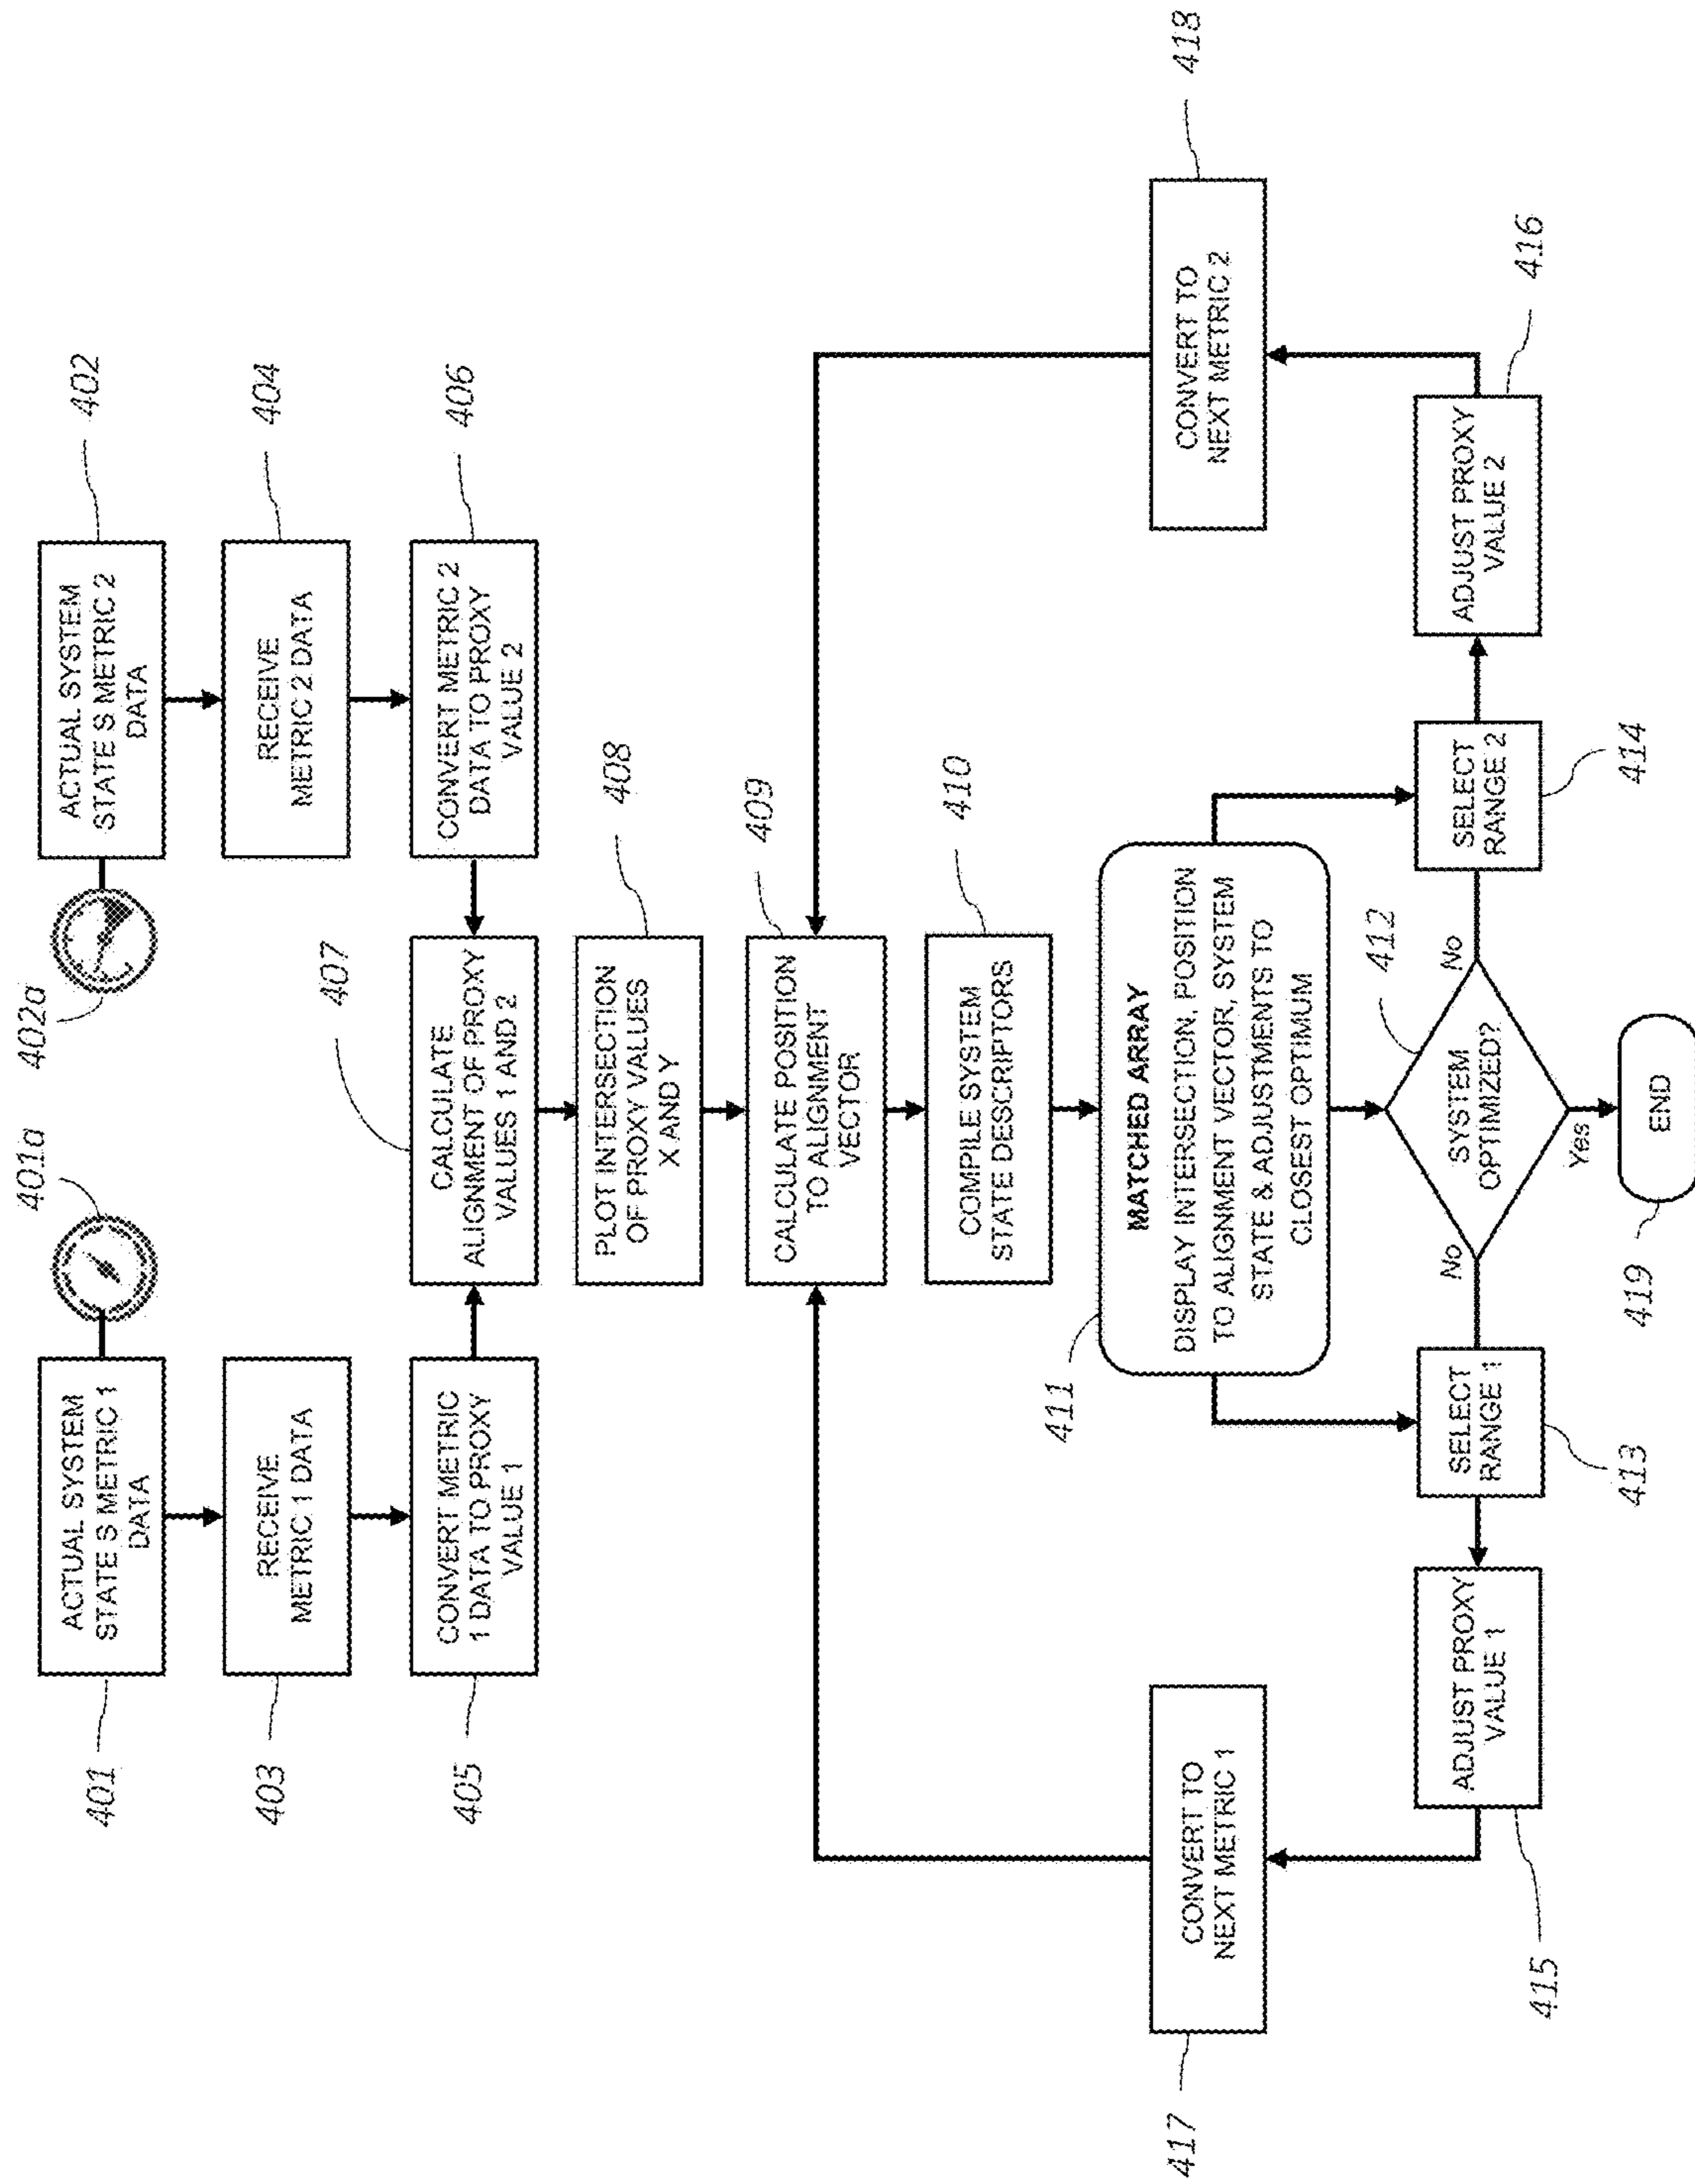 401a
402a
401
ACTUAL SYSTEM
STATE S METRIC 1
DATA
ACTUAL SYSTEM
STATE S METRIC 2
DATA
402
403
RECEIVE
METRIC 1 DATA
RECEIVE
METRIC 2 DATA
404
405
CONVERT METRIC
1 DATA TO PROXY
VALUE 1
407
CALCULATE
ALIGNMENT OF PROXY
VALUES 1 AND 2
CONVERT METRIC 2
DATA TO PROXY
VALUE 2
406
PLOT INTERSECTION
OF PROXY VALUES
X AND Y
408
CALCULATE POSITION
TO ALIGNMENT
VECTOR
409
COMPILE SYSTEM
STATE DESCRIPTORS
410
411
MATCHED ARRAY
DISPLAY INTERSECTION, POSITION
TO ALIGNMENT VECTOR, SYSTEM
STATE & ADJUSTMENTS TO
CLOSEST OPTIMUM
417
CONVERT TO
NEXT METRIC 1
CONVERT TO
NEXT METRIC 2
418
415
ADJUST PROXY
VALUE 1
SELECT
RANGE 1
413
No
SYSTEM
OPTIMIZED?
412
No
SELECT
RANGE 2
414
ADJUST PROXY
VALUE 2
416
Yes
419
END